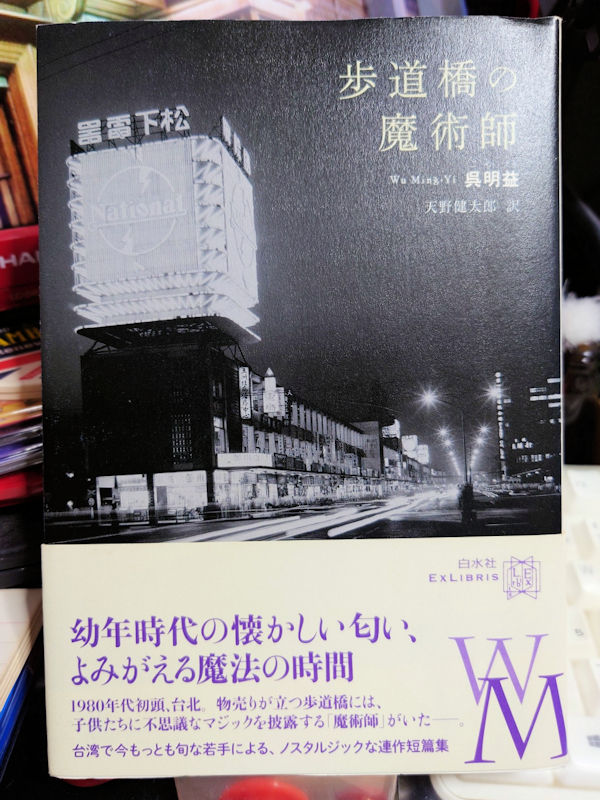 歩道橋の
魔術師
Wu Ming-Yi 呉明益
天野健太郎 訳
松下電器
National
白水社
EXLIBRIS
幼年時代の懐かしい匂い、
よみがえる魔法の時間
1980年代初頭、台北。物売りが立つ歩道橋には、
子供たちに不思議なマジックを披露する「魔術師」がいた――。
台湾で今もっとも旬な若手による、ノスタルジックな連作短篇集
WM